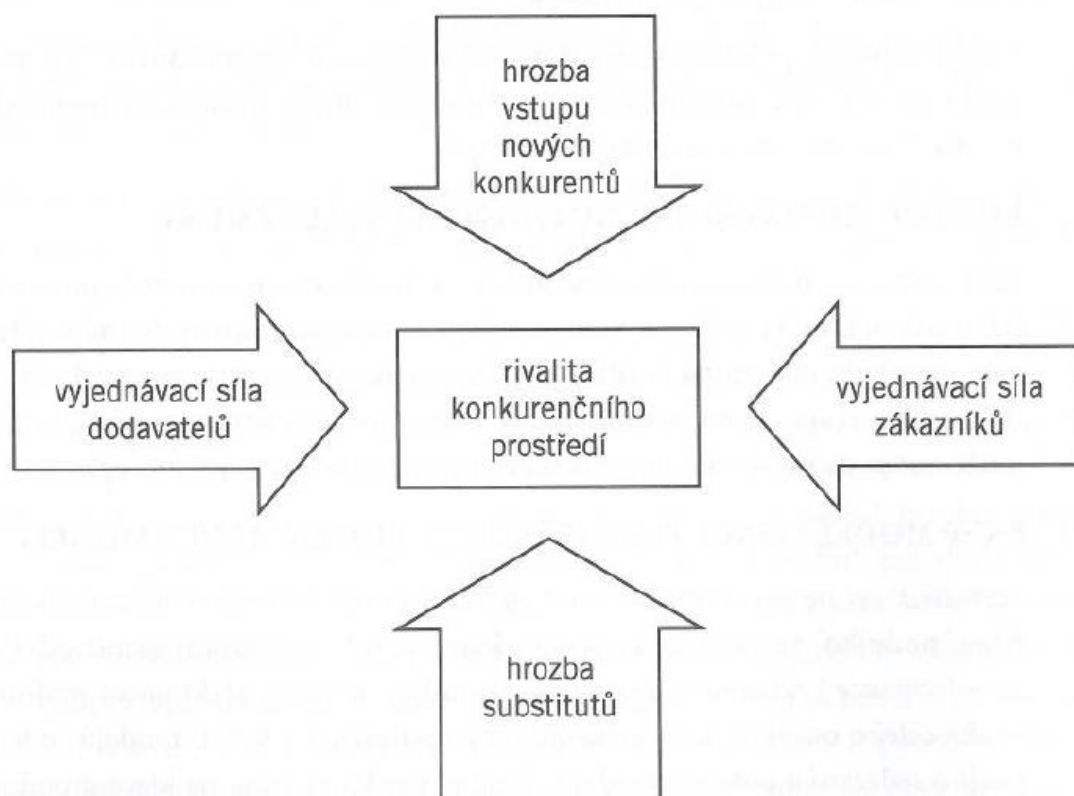 hrozba
vstupu
nových
konkurentů
vyjednávací síla
dodavatelů
rivalita
konkurenčního
prostředí
vyjednávací síla
zákazníků
hrozba
substitutů